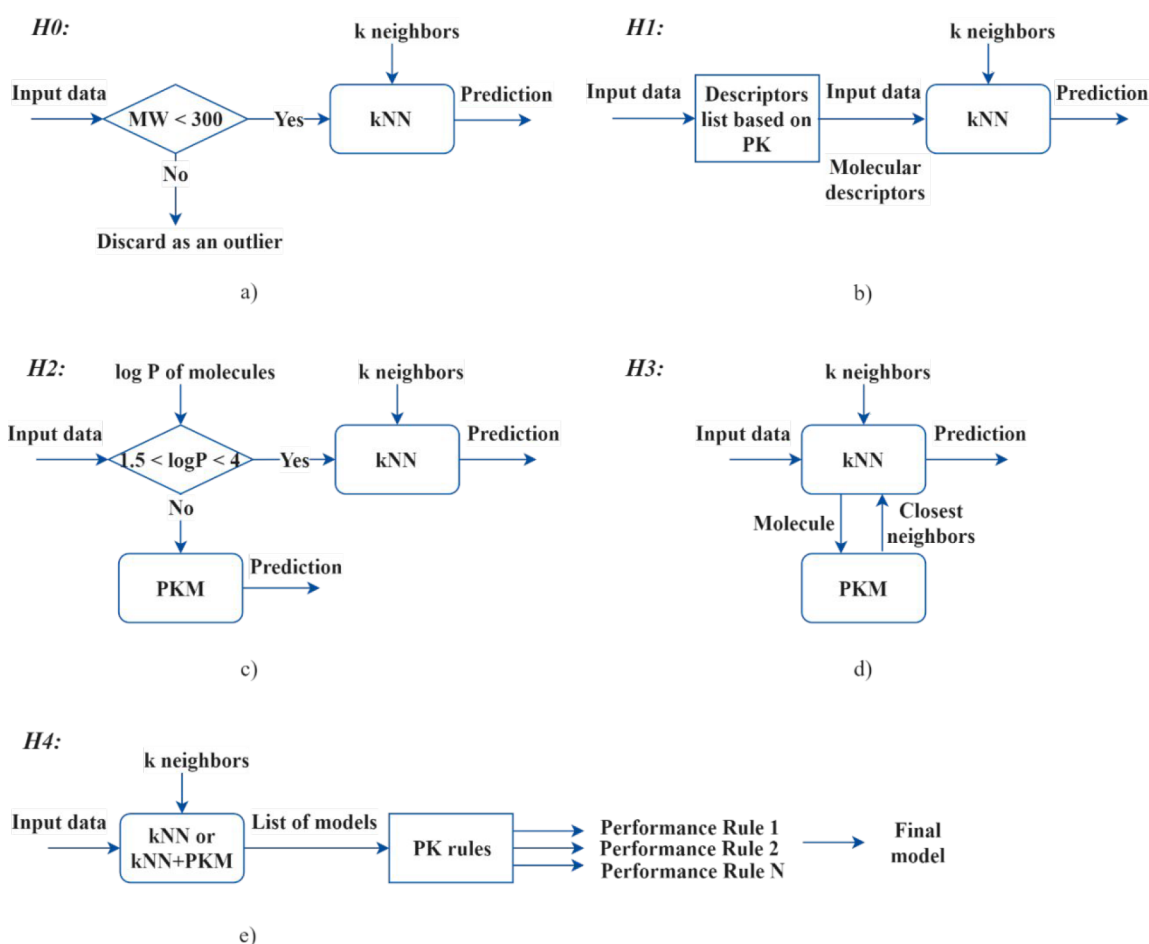 H0:
k neighbors
Input data
MW < 300
Yes
kNN
Prediction
No
Discard as an outlier
a)
H1:
k neighbors
Input data
Descriptors
list based on
PK
Input data
Molecular
descriptors
kNN
Prediction
b)
H2:
log P of molecules
k neighbors
Input data
1.5 < logP < 4
Yes
kNN
Prediction
No
PKM
Prediction
c)
H3:
k neighbors
Input data
kNN
Prediction
Molecule
Closest
neighbors
PKM
d)
H4:
k neighbors
Input data
kNN or
kNN+PKM
List of models
PK rules
Performance Rule 1
Performance Rule 2
Performance Rule N
Final
model
e)